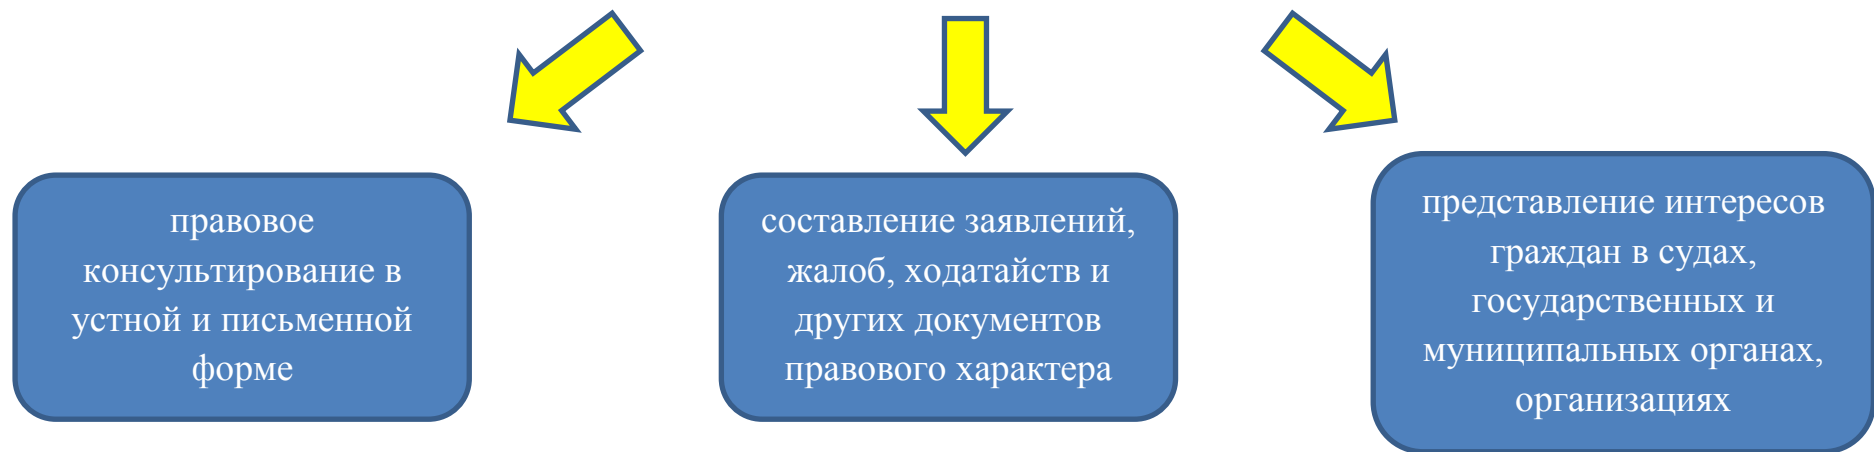 правовое
консультирование в
устной и письменной
форме
составление заявлений,
жалоб, ходатайств и
других документов
правового характера
представление интересов
граждан в судах,
государственных и
муниципальных органах,
организациях